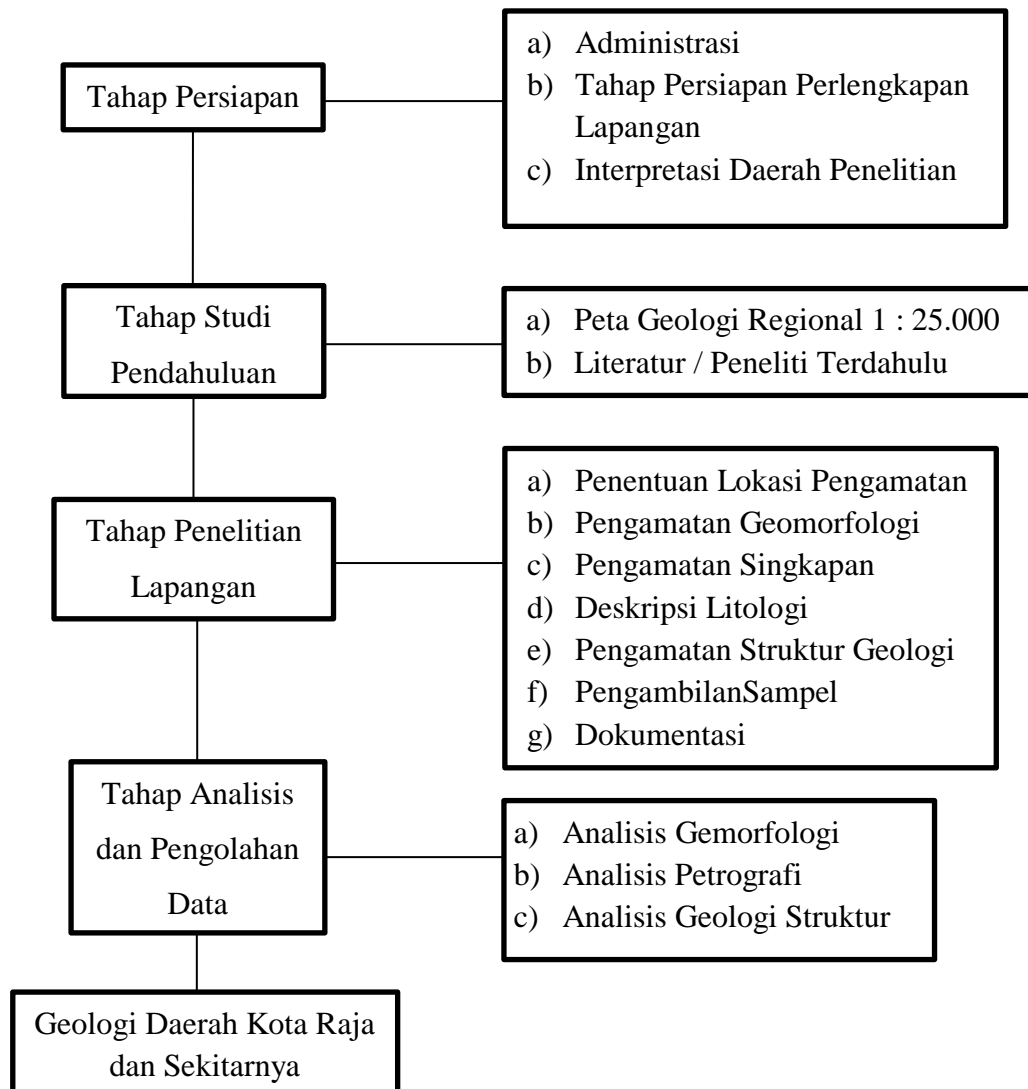 Tahap Persiapan
a) Administrasi
b) Tahap Persiapan Perlengkapan
Lapangan
c) Interpretasi Daerah Penelitian
Tahap Studi
Pendahuluan
a) Peta Geologi Regional 1 : 25.000
b) Literatur / Peneliti Terdahulu
Tahap Penelitian
Lapangan
a) Penentuan Lokasi Pengamatan
b) Pengamatan Geomorfologi
c) Pengamatan Singkapan
d) Deskripsi Litologi
e) Pengamatan Struktur Geologi
f) PengambilanSampel
g) Dokumentasi
Tahap Analisis
dan Pengolahan
Data
a) Analisis Gemorfologi
b) Analisis Petrografi
c) Analisis Geologi Struktur
Geologi Daerah Kota Raja
dan Sekitarnya